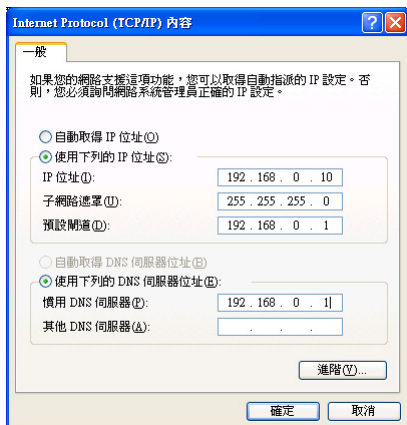 Internet Protocol (TCP/IP) 內容
一般
如果您的網路支援這項功能，您可以取得自動指派的 IP 設定。否
則，您必須詢問網路系統管理員正確的 IP 設定。
自動取得 IP 位址(O)
使用下列的 IP 位址(S):
IP 位址(I): 192 . 168 . 0 . 10
子網路遮罩(U): 255 . 255 . 255 . 0
預設閘道(D): 192 . 168 . 0 . 1
自動取得 DNS 伺服器位址(B)
使用下列的 DNS 伺服器位址(E):
慣用 DNS 伺服器(P): 192 . 168 . 0 . 1
其他 DNS 伺服器(A): . . .
進階(V)...
確定 取消